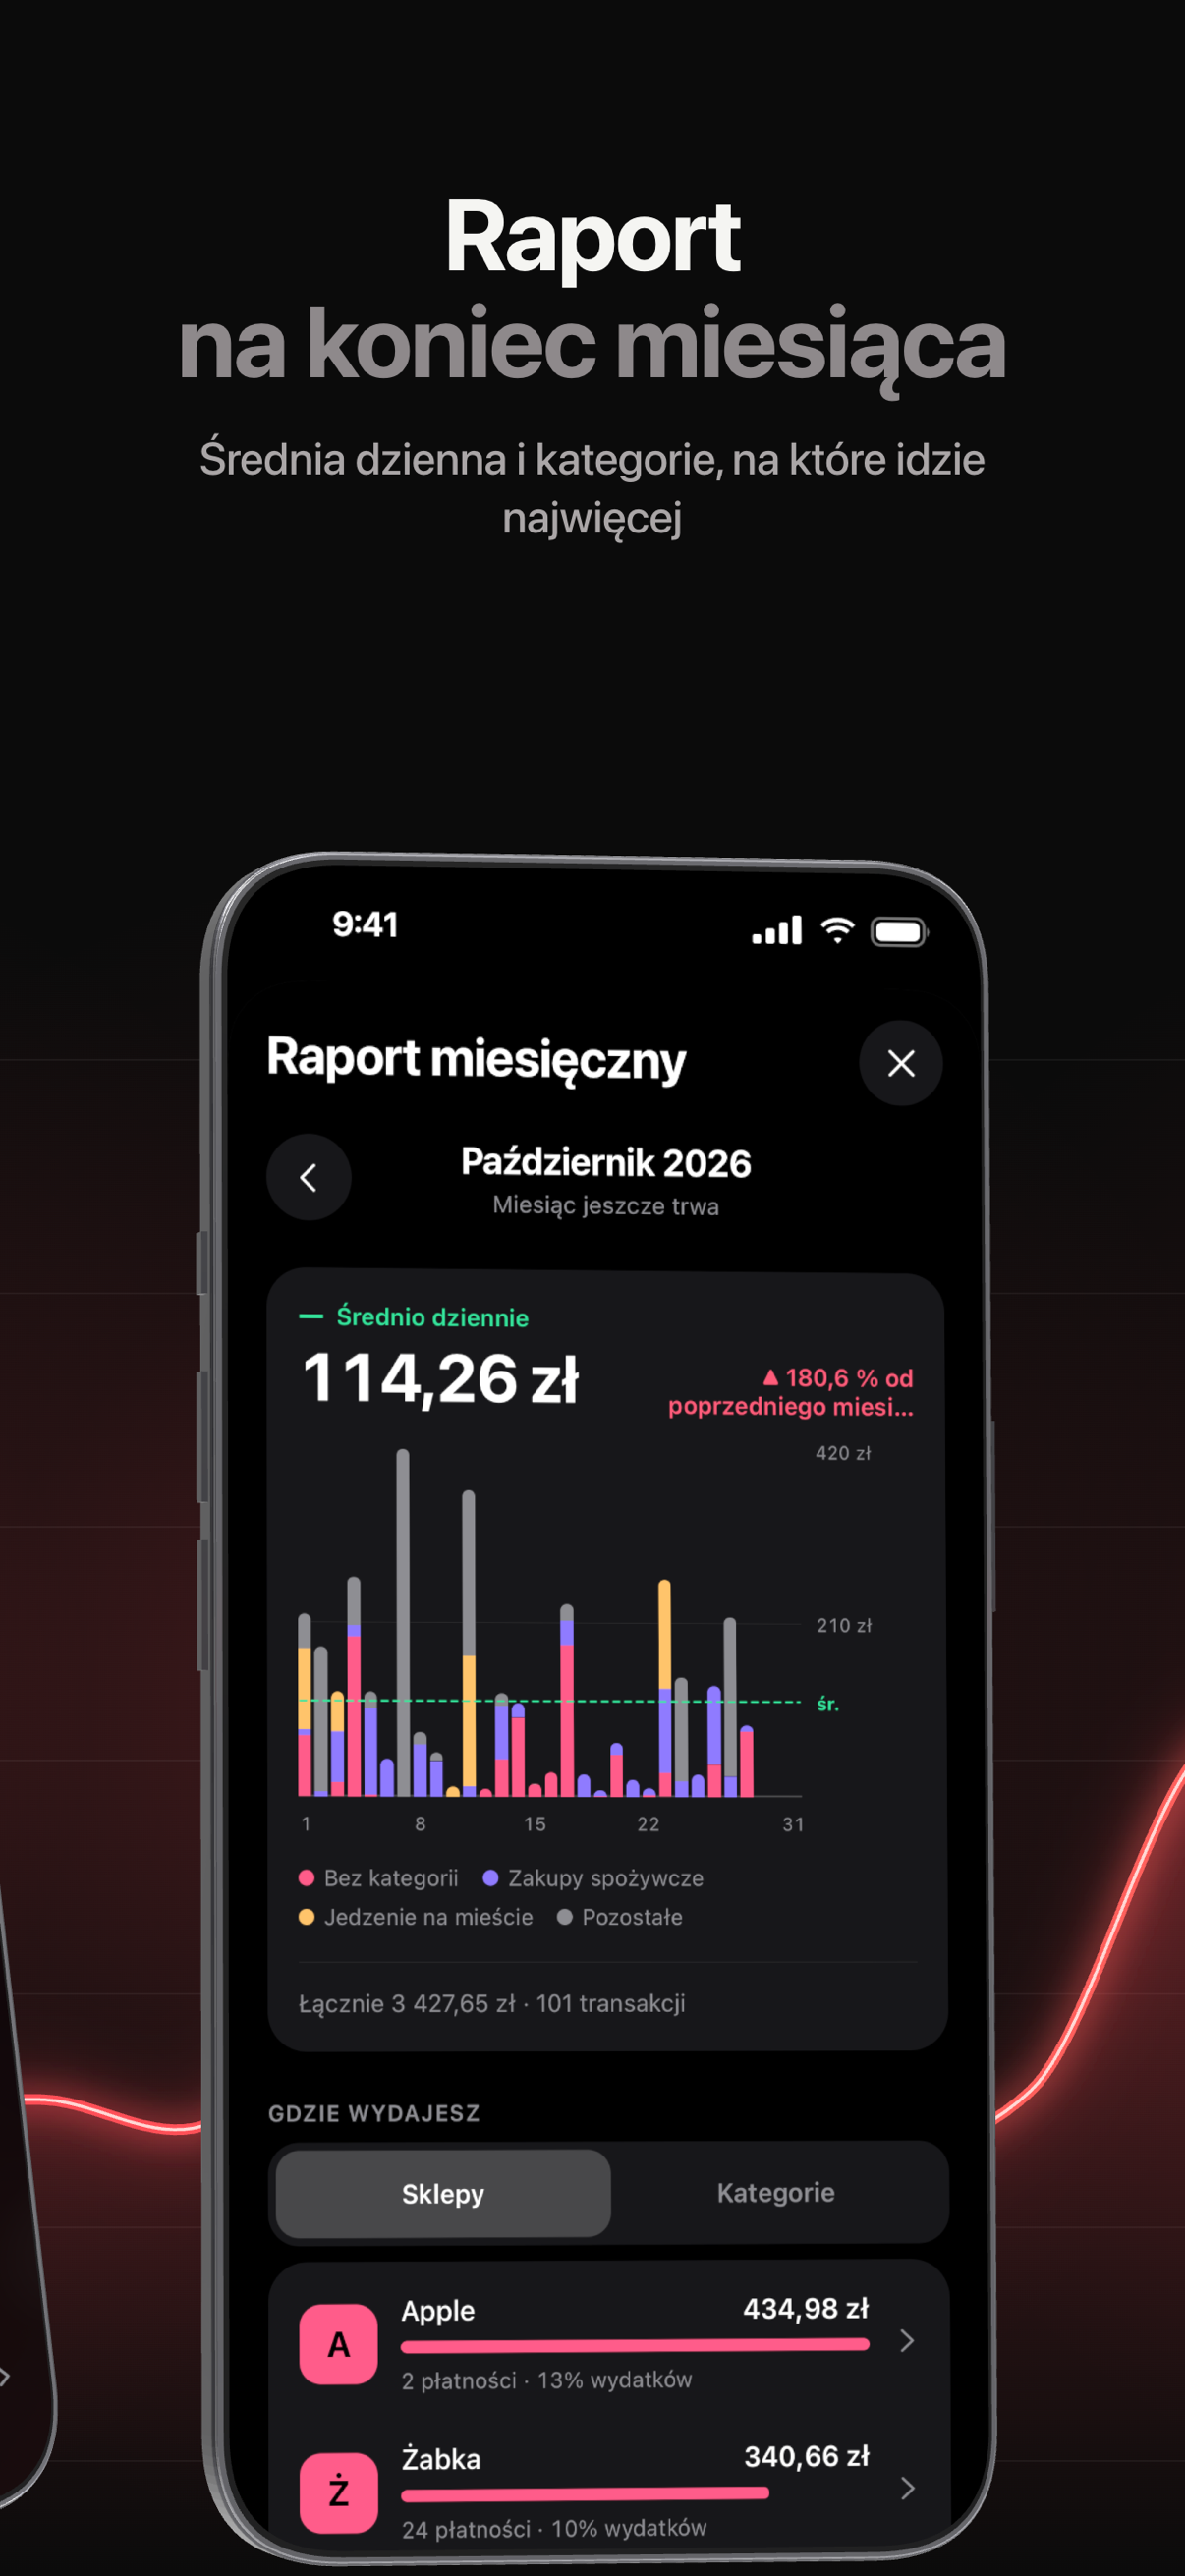 Raport
na koniec miesiąca
Średnia dzienna i kategorie, na które idzie
najwięcej
9:41
Raport miesięczny
Październik 2026
Miesiąc jeszcze trwa
Średnio dziennie
114,26 zł
▲ 180,6 % od
poprzedniego miesi...
420 zł
210 zł
śr.
1 8 15 22 31
Bez kategorii Zakupy spożywcze
Jedzenie na mieście Pozostałe
Łącznie 3 427,65 zł · 101 transakcji
GDZIE WYDAJESZ
Sklepy Kategorie
A Apple 434,98 zł
2 płatności · 13% wydatków
Ż Żabka 340,66 zł
24 płatności · 10% wydatków